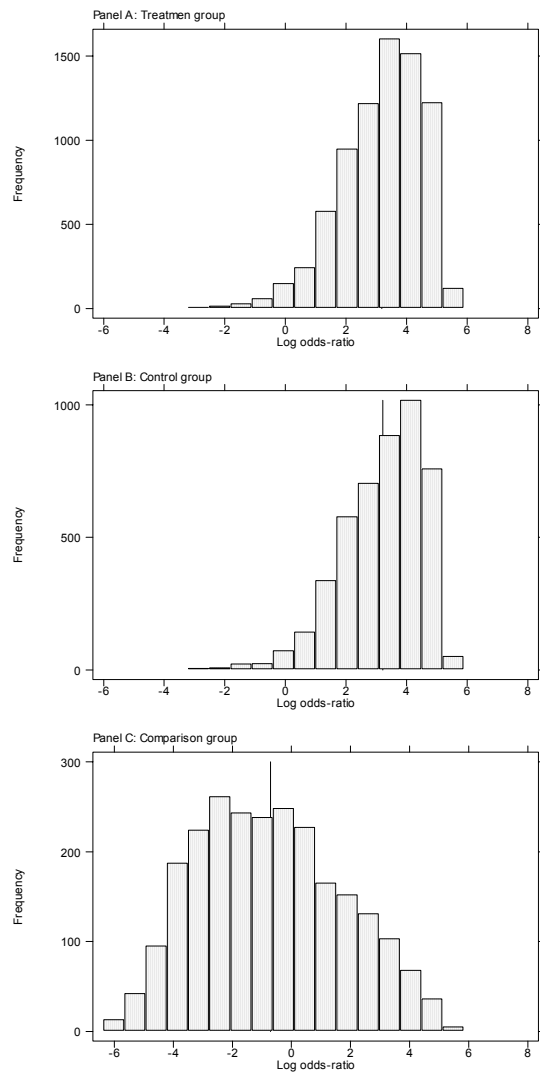 Panel A: Treatmen group
1500
1000
500
0
Frequency
-6 -4 -2 0 2 4 6 8
Log odds-ratio
Panel B: Control group
1000
500
0
Frequency
-6 -4 -2 0 2 4 6 8
Log odds-ratio
Panel C: Comparison group
300
200
100
0
Frequency
-6 -4 -2 0 2 4 6 8
Log odds-ratio